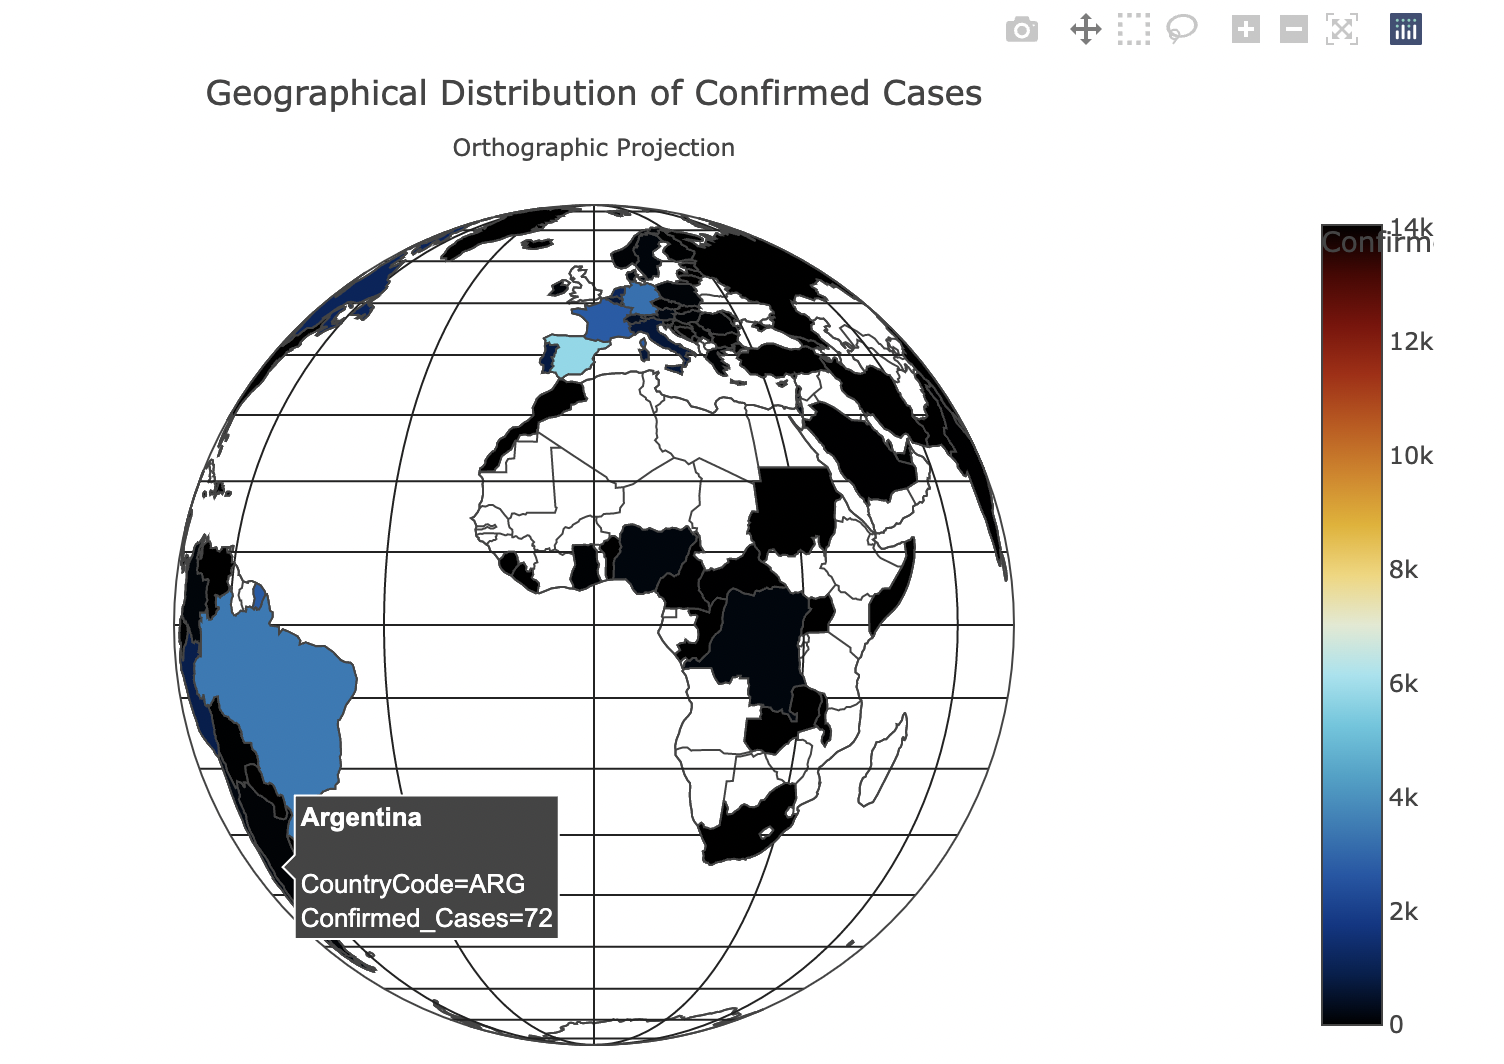 Geographical Distribution of Confirmed Cases
Orthographic Projection
14k
12k
10k
8k
6k
4k
2k
0
Argentina
CountryCode=ARG
Confirmed_Cases=72